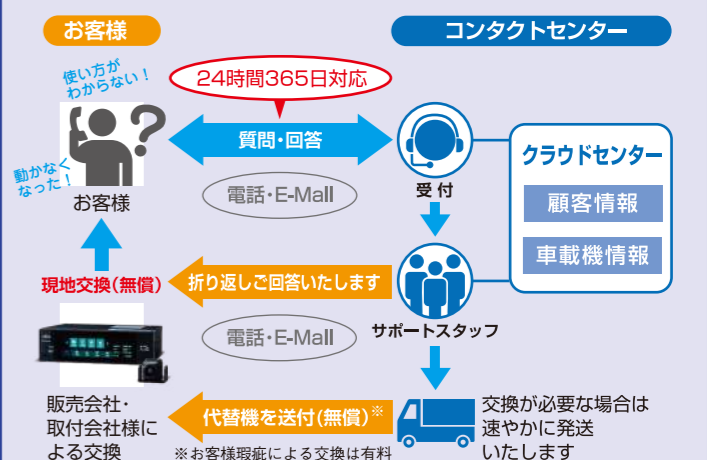 お客様
コンタクトセンター
使い方が
わからない！
24時間365日対応
質問・回答
動かなく
なった！
お客様
電話・E-Mall
受付
クラウドセンター
顧客情報
車載機情報
現地交換(無償)
折り返しご回答いたします
電話・E-Mall
サポートスタッフ
販売会社・
取付会社様に
よる交換
代替機を送付(無償)※
※お客様瑕疵による交換は有料
交換が必要な場合は
速やかに発送
いたします